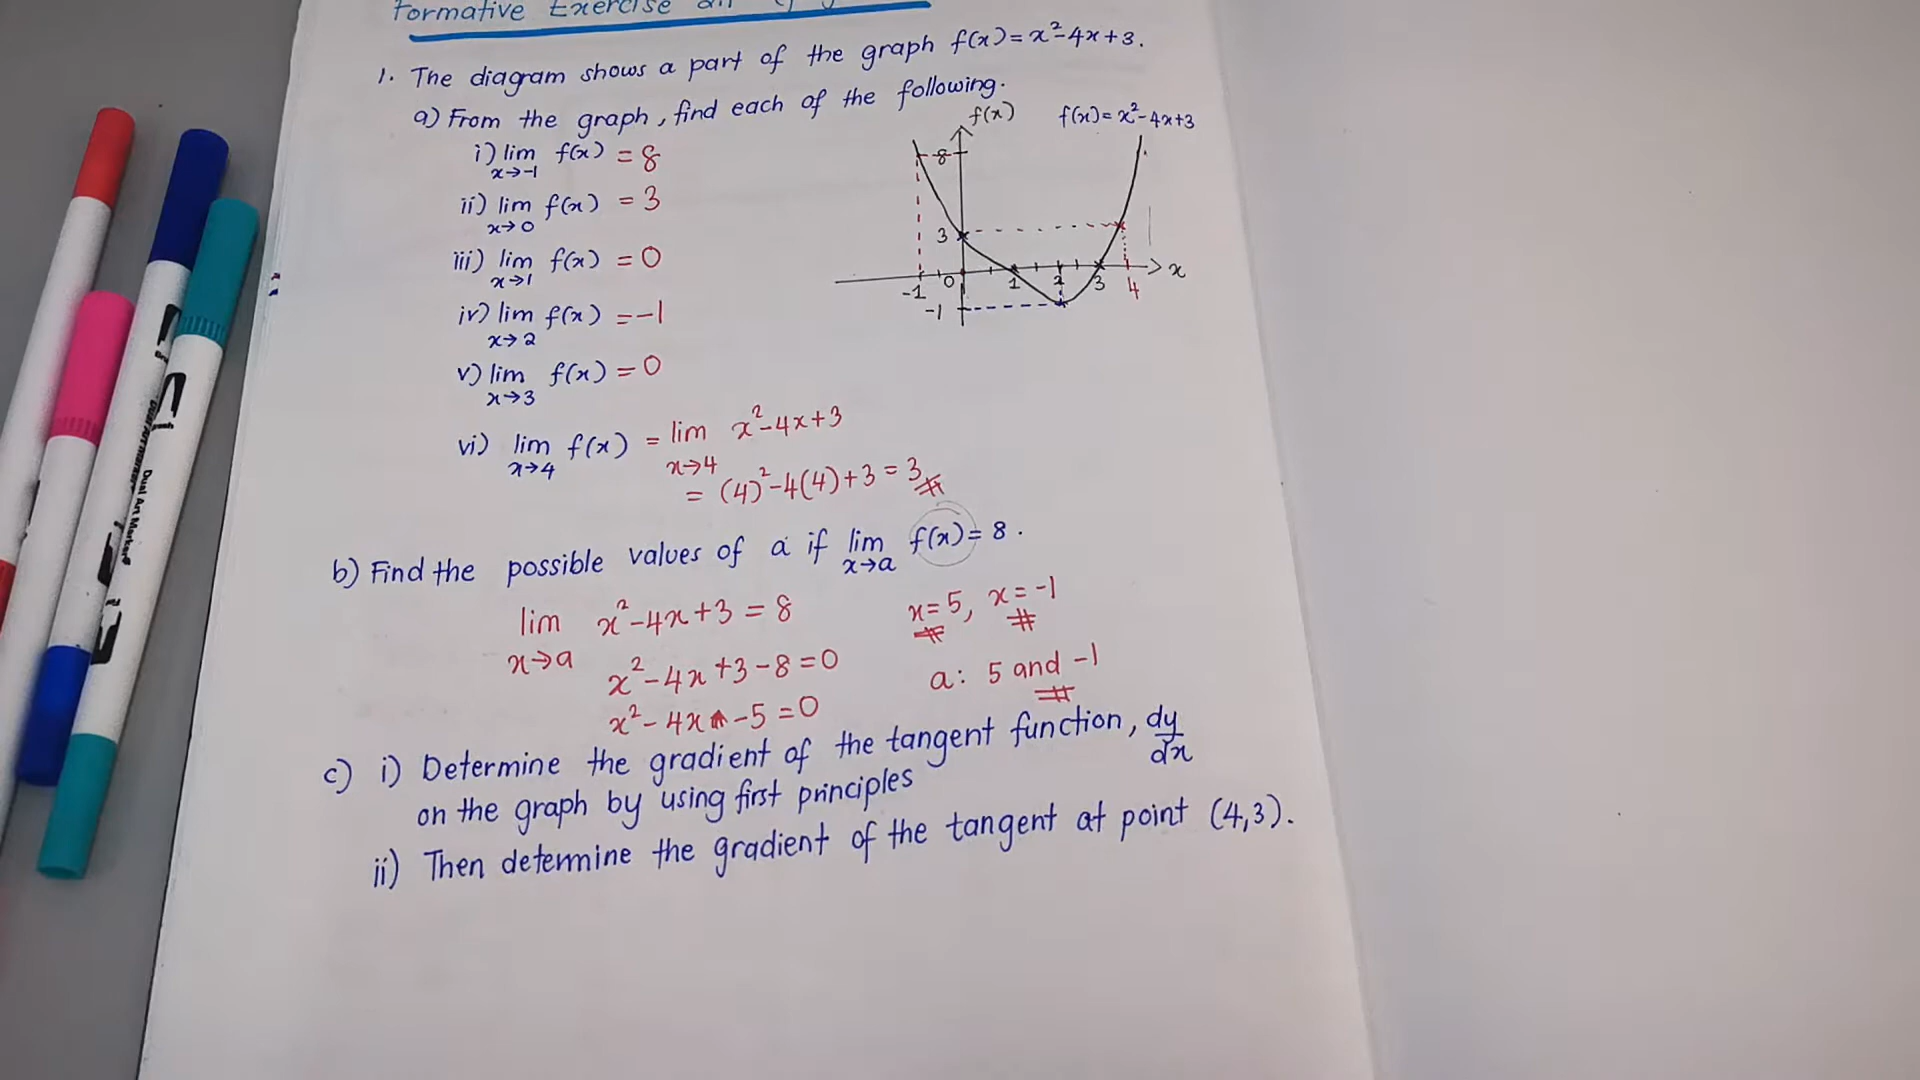 Formative Exercise
1. The diagram shows a part of the graph f(x)=x²-4x+3.
a) From the graph, find each of the following.
f(x)
f(x)=x²-4x+3
8
3
0
-1
1
2
3
4
x
-1
i) lim f(x) = 8
x→-1
ii) lim f(x) = 3
x→0
iii) lim f(x) = 0
x→1
iv) lim f(x) = -1
x→2
v) lim f(x) = 0
x→3
vi) lim f(x) = lim x²-4x+3
x→4 x→4
= (4)²-4(4)+3 = 3
b) Find the possible values of a if lim f(x) = 8.
x→a
lim x²-4x+3 = 8
x→a
x²-4x+3-8=0
x²-4x-5=0
x=5, x=-1
a: 5 and -1
c) i) Determine the gradient of the tangent function, dy
dx
on the graph by using first principles
ii) Then determine the gradient of the tangent at point (4,3).
Dual Art Marker